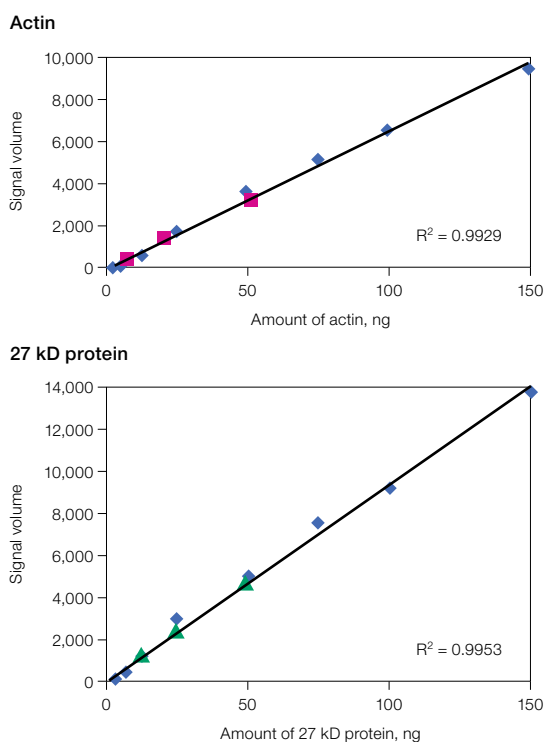 Actin
10,000
8,000
6,000
4,000
2,000
0
Signal volume
R² = 0.9929
0 50 100 150
Amount of actin, ng
27 kD protein
14,000
12,000
10,000
8,000
6,000
4,000
2,000
0
Signal volume
R² = 0.9953
0 50 100 150
Amount of 27 kD protein, ng